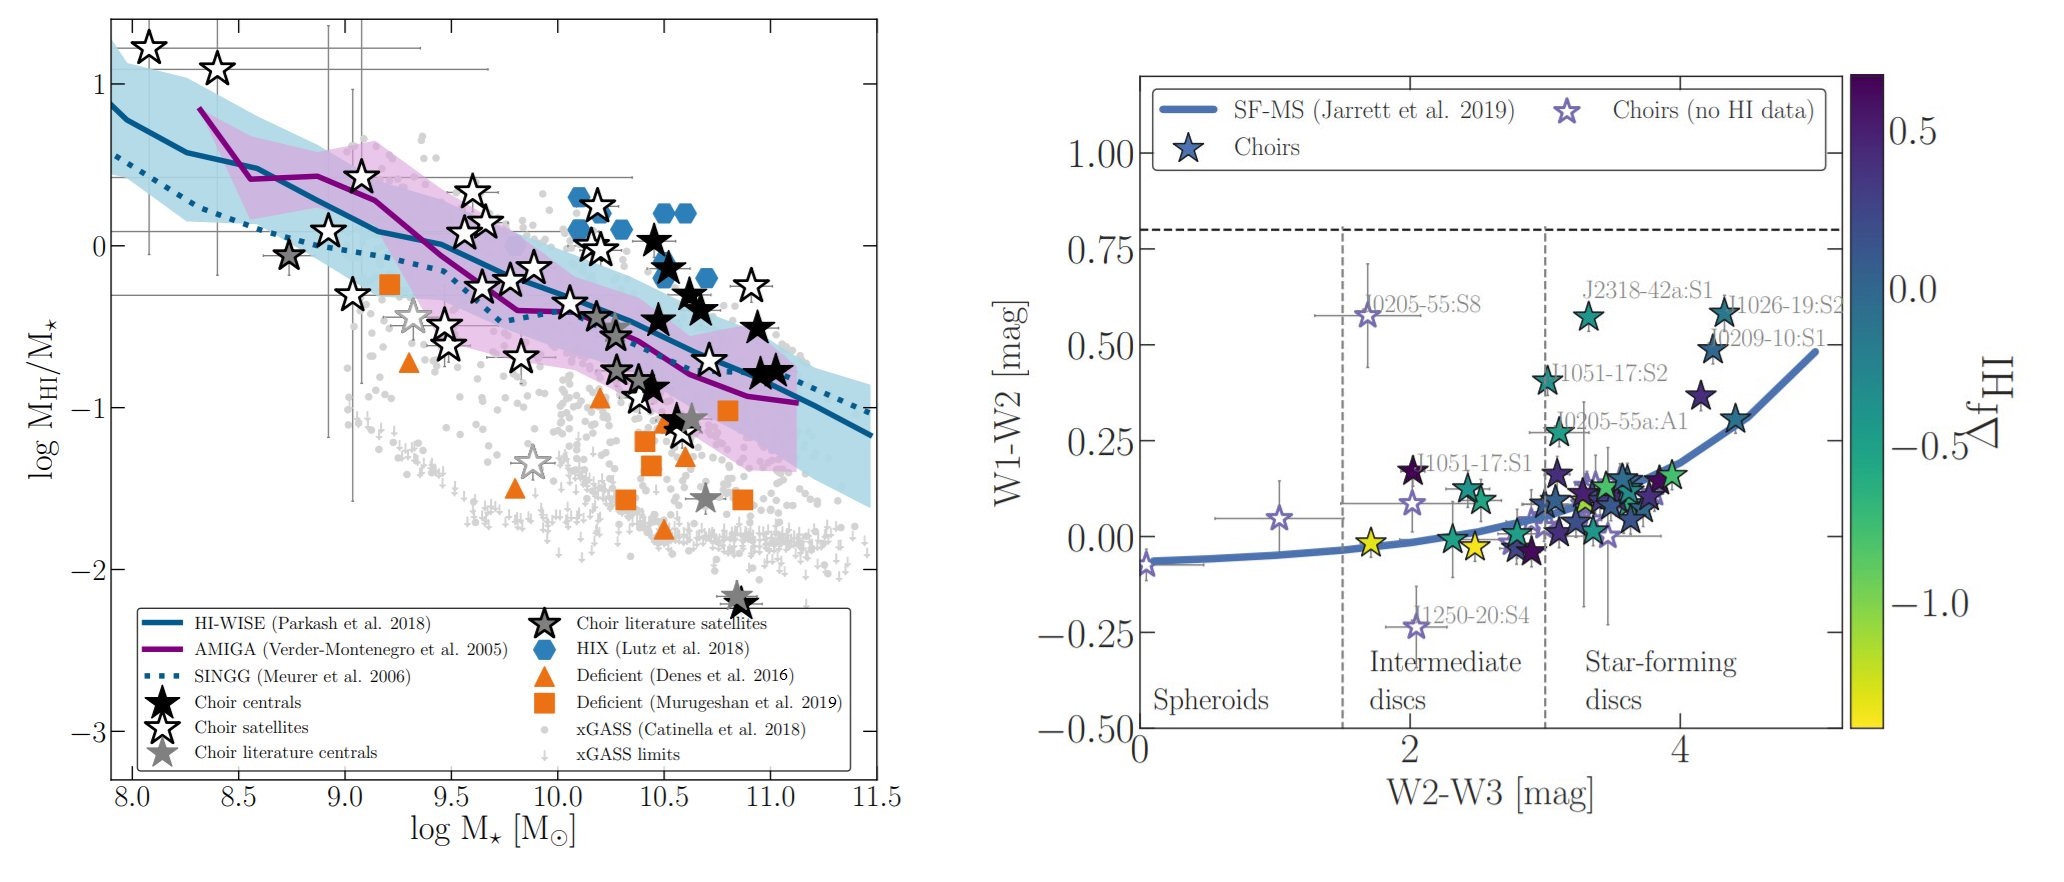 1
0
−1
−2
−3
log M_HI/M⋆
8.0 8.5 9.0 9.5 10.0 10.5 11.0 11.5
log M⋆ [M⊙]
HI-WISE (Parkash et al. 2018)
AMIGA (Verder-Montenegro et al. 2005)
SINGG (Meurer et al. 2006)
Choir centrals
Choir satellites
Choir literature centrals
Choir literature satellites
HIX (Lutz et al. 2018)
Deficient (Denes et al. 2016)
Deficient (Murugeshan et al. 2019)
xGASS (Catinella et al. 2018)
xGASS limits
SF-MS (Jarrett et al. 2019)
Choirs
Choirs (no HI data)
1.00
0.75
0.50
0.25
0.00
−0.25
−0.50
W1-W2 [mag]
J0205-55:S8
J2318-42a:S1
J1026-19:S2
J0209-10:S1
J1051-17:S2
J0205-55a:A1
J1051-17:S1
J1250-20:S4
Spheroids
Intermediate
discs
Star-forming
discs
0 2 4
W2-W3 [mag]
0.5
0.0
−0.5
−1.0
Δf_HI